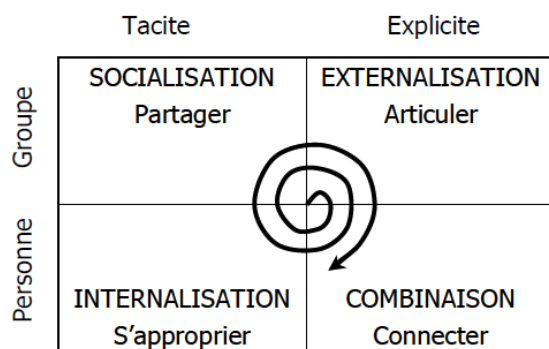 Tacite
Explicite
Groupe
SOCIALISATION
Partager
EXTERNALISATION
Articuler
Personne
INTERNALISATION
S'approprier
COMBINAISON
Connecter